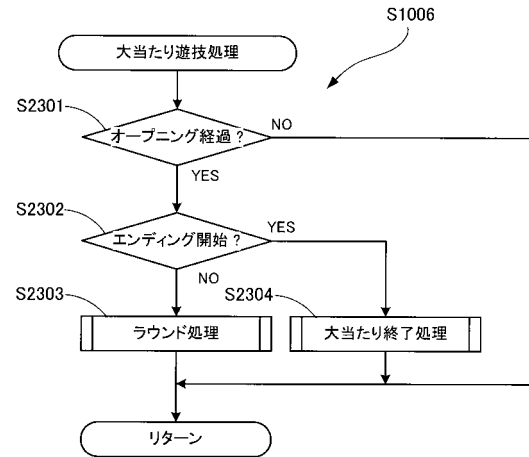 S1006
大当たり遊技処理
S2301
オープニング経過?
NO
YES
S2302
エンディング開始?
YES
NO
S2303
S2304
ラウンド処理
大当たり終了処理
リターン